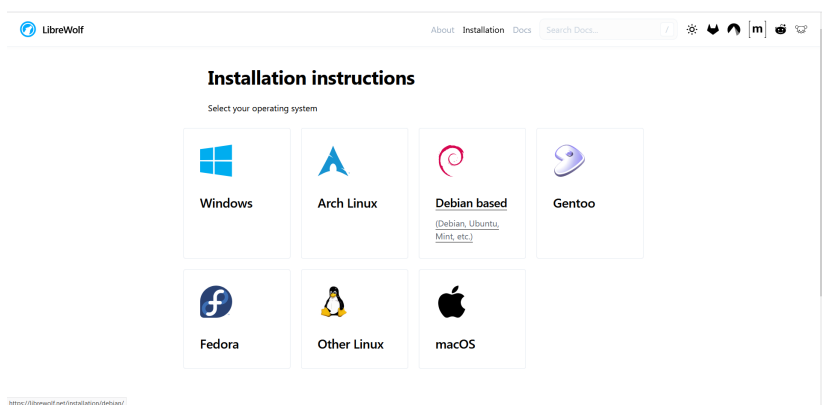 LibreWolf
About Installation Docs Search Docs... /
[m]
Installation instructions
Select your operating system
Windows
Arch Linux
Debian based
(Debian, Ubuntu,
Mint, etc.)
Gentoo
Fedora
Other Linux
macOS
https://librewolf.net/installation/debian/